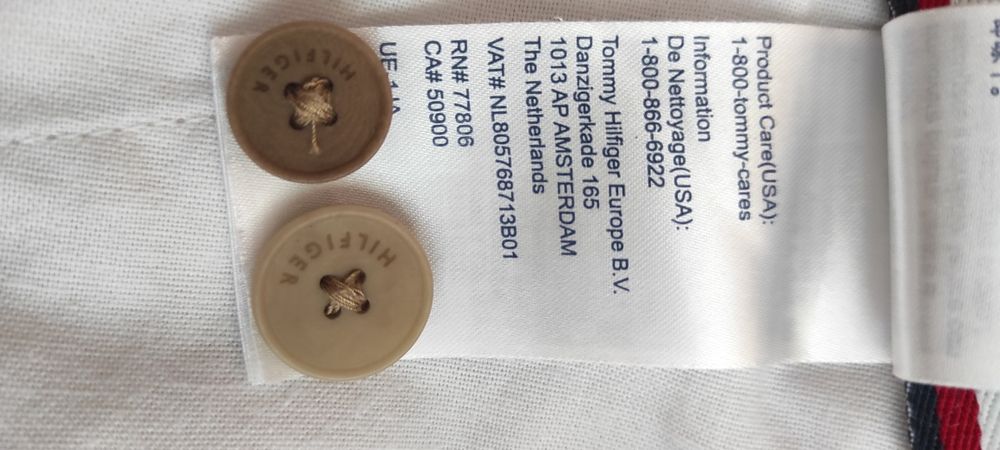 Product Care(USA):
1-800-tommy-cares
Information
De Nettoyage(USA):
1-800-866-6922
Tommy Hilfiger Europe B.V.
Danzigerkade 165
1013 AP AMSTERDAM
The Netherlands
VAT# NL805768713B01
RN# 77806
CA# 50900
HILFIGER
HILFIGER